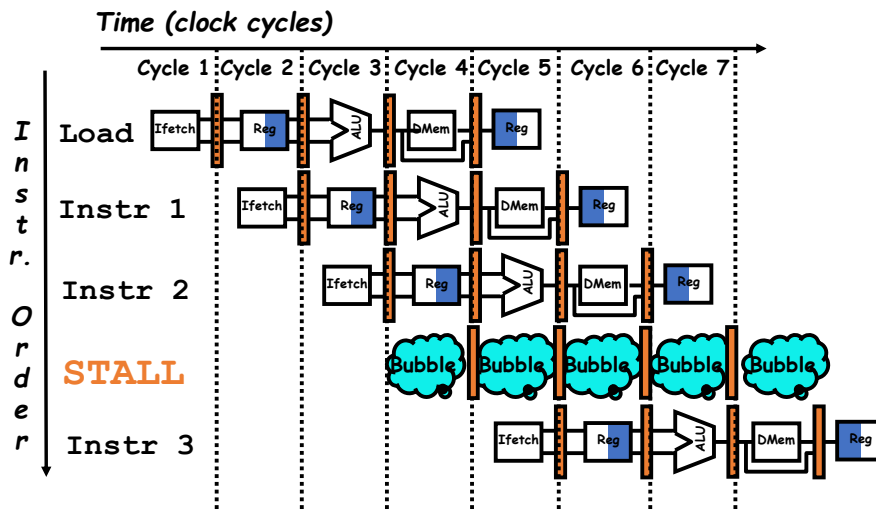 Time (clock cycles)
Cycle 1 Cycle 2 Cycle 3 Cycle 4 Cycle 5 Cycle 6 Cycle 7
Instr. Order
Load Ifetch Reg ALU DMem Reg
Instr 1 Ifetch Reg ALU DMem Reg
Instr 2 Ifetch Reg ALU DMem Reg
STALL Bubble Bubble Bubble Bubble Bubble
Instr 3 Ifetch Reg ALU DMem Reg